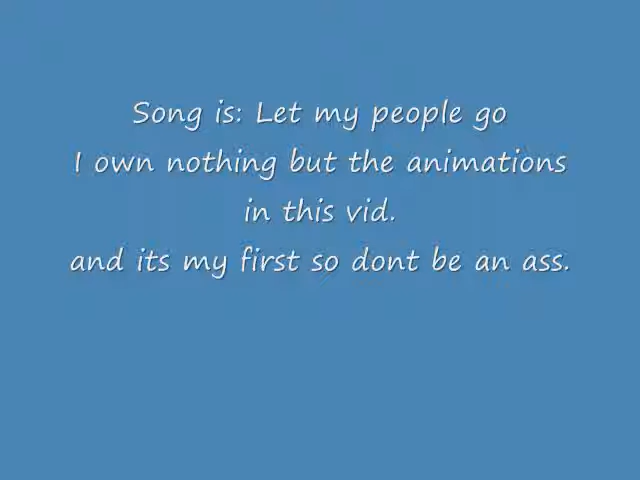 Song is: Let my people go
I own nothing but the animations
in this vid.
and its my first so dont be an ass.